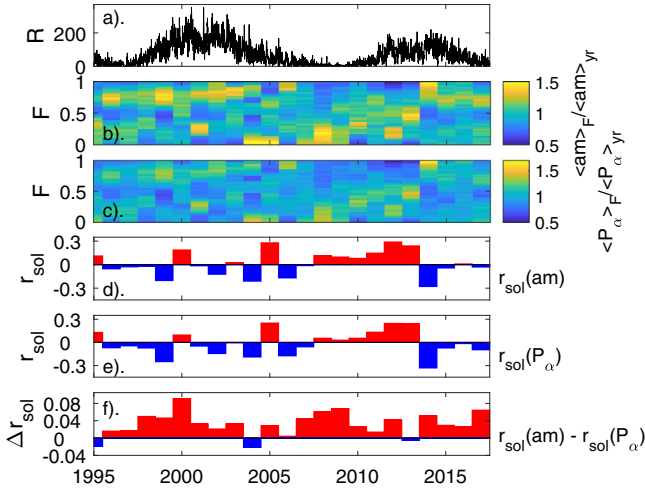 a).
R
200
0
b).
F
1
0.5
0
1.5
1
0.5
<am>F/<am>yr
c).
F
1
0.5
0
1.5
1
0.5
<Pα>F/<Pα>yr
d).
rsol
0.3
0
-0.3
rsol(am)
e).
rsol
0.3
0
-0.3
rsol(Pα)
f).
Δrsol
0.08
0.04
0
-0.04
rsol(am) - rsol(Pα)
1995 2000 2005 2010 2015